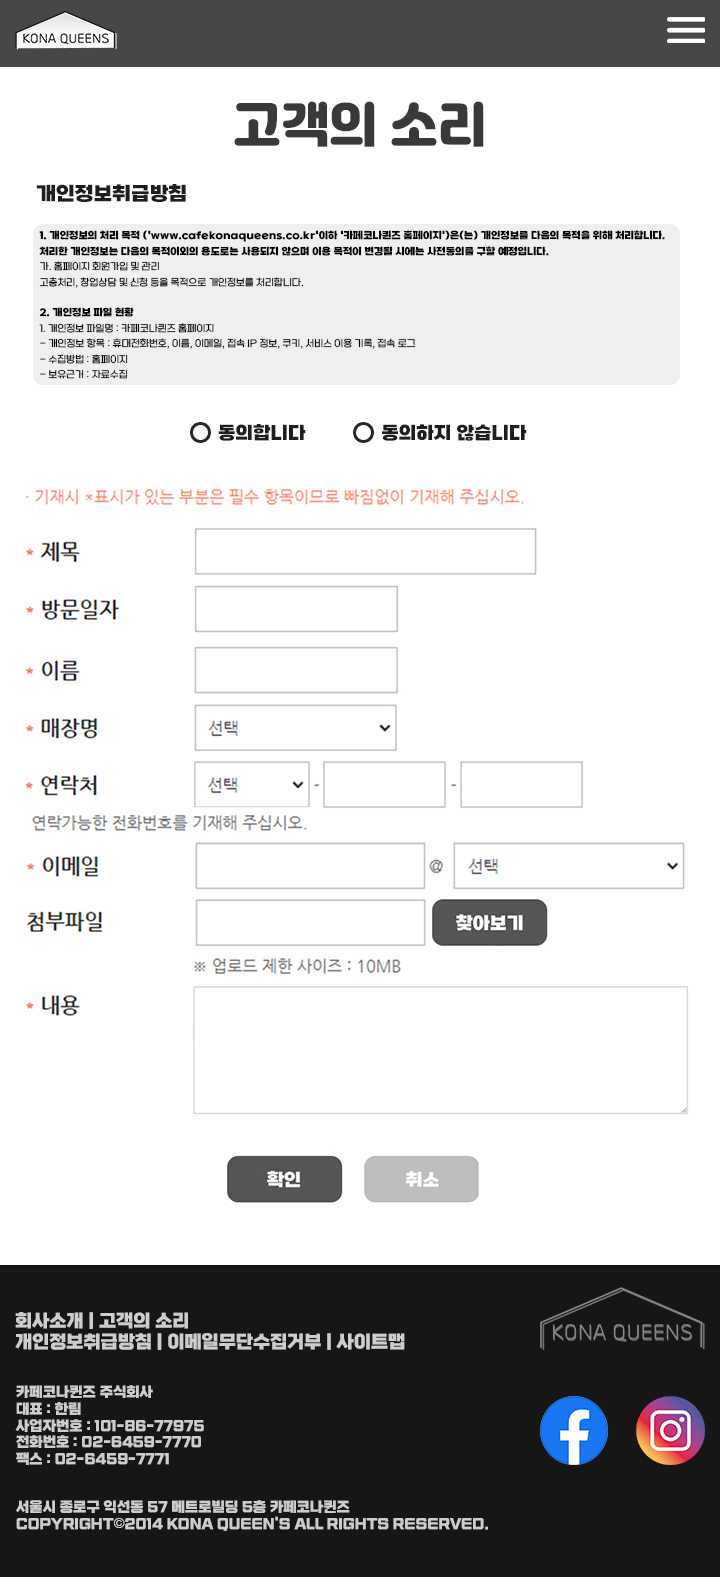 KONA QUEENS
고객의 소리
개인정보취급방침
1. 개인정보의 처리 목적 ('www.cafekonaqueens.co.kr'이하 '카페코나퀸즈 홈페이지')은(는) 개인정보를 다음의 목적을 위해 처리합니다.
처리한 개인정보는 다음의 목적이외의 용도로는 사용되지 않으며 이용 목적이 변경될 시에는 사전동의를 구할 예정입니다.
가. 홈페이지 회원가입 및 관리
고충처리, 창업상담 및 신청 등을 목적으로 개인정보를 처리합니다.
2. 개인정보 파일 현황
1. 개인정보 파일명 : 카페코나퀸즈 홈페이지
- 개인정보 항목 : 휴대전화번호, 이름, 이메일, 접속 IP 정보, 쿠키, 서비스 이용 기록, 접속 로그
- 수집방법 : 홈페이지
- 보유근거 : 자료수집
동의합니다 동의하지 않습니다
· 기재시 *표시가 있는 부분은 필수 항목이므로 빠짐없이 기재해 주십시오.
* 제목
* 방문일자
* 이름
* 매장명 선택
* 연락처 선택 - -
연락가능한 전화번호를 기재해 주십시오.
* 이메일 @ 선택
첨부파일 찾아보기
※ 업로드 제한 사이즈 : 10MB
* 내용
확인 취소
회사소개 | 고객의 소리
개인정보취급방침 | 이메일무단수집거부 | 사이트맵
KONA QUEENS
카페코나퀸즈 주식회사
대표 : 한림
사업자번호 : 101-86-77975
전화번호 : 02-6459-7770
팩스 : 02-6459-7771
서울시 종로구 익선동 57 메트로빌딩 5층 카페코나퀸즈
COPYRIGHT©2014 KONA QUEEN'S ALL RIGHTS RESERVED.